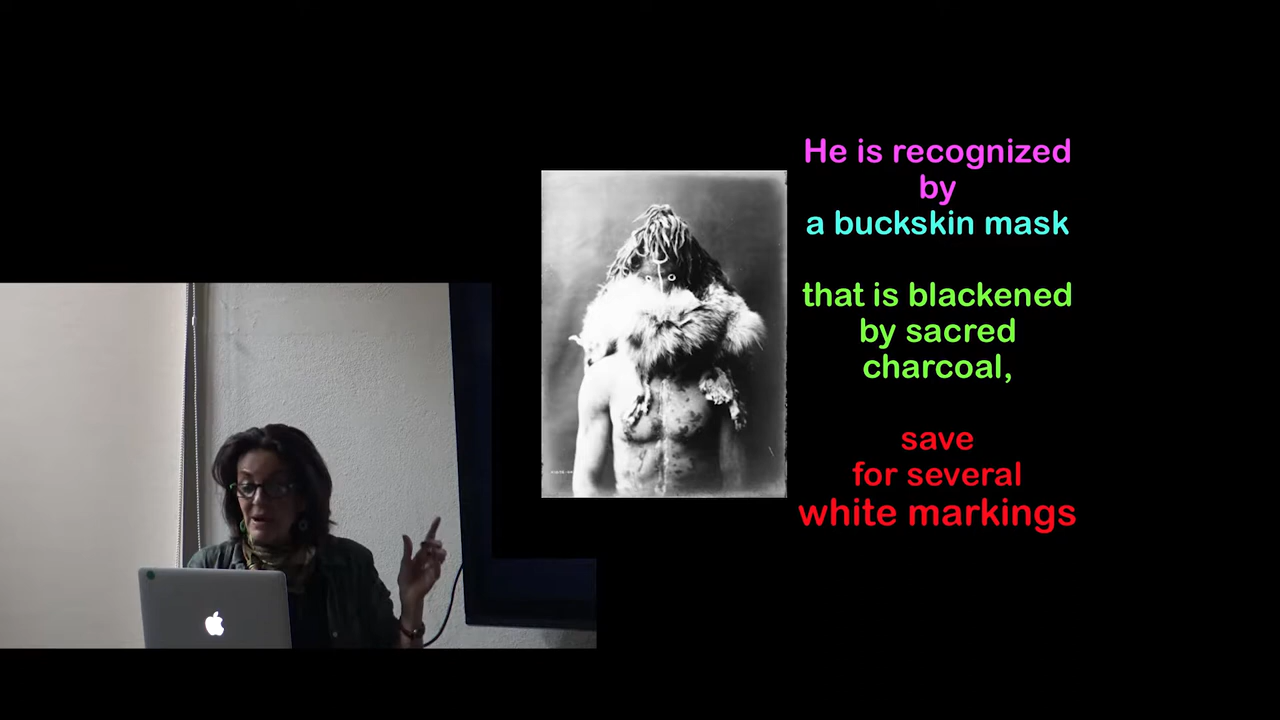 He is recognized
by
a buckskin mask
that is blackened
by sacred
charcoal,
save
for several
white markings